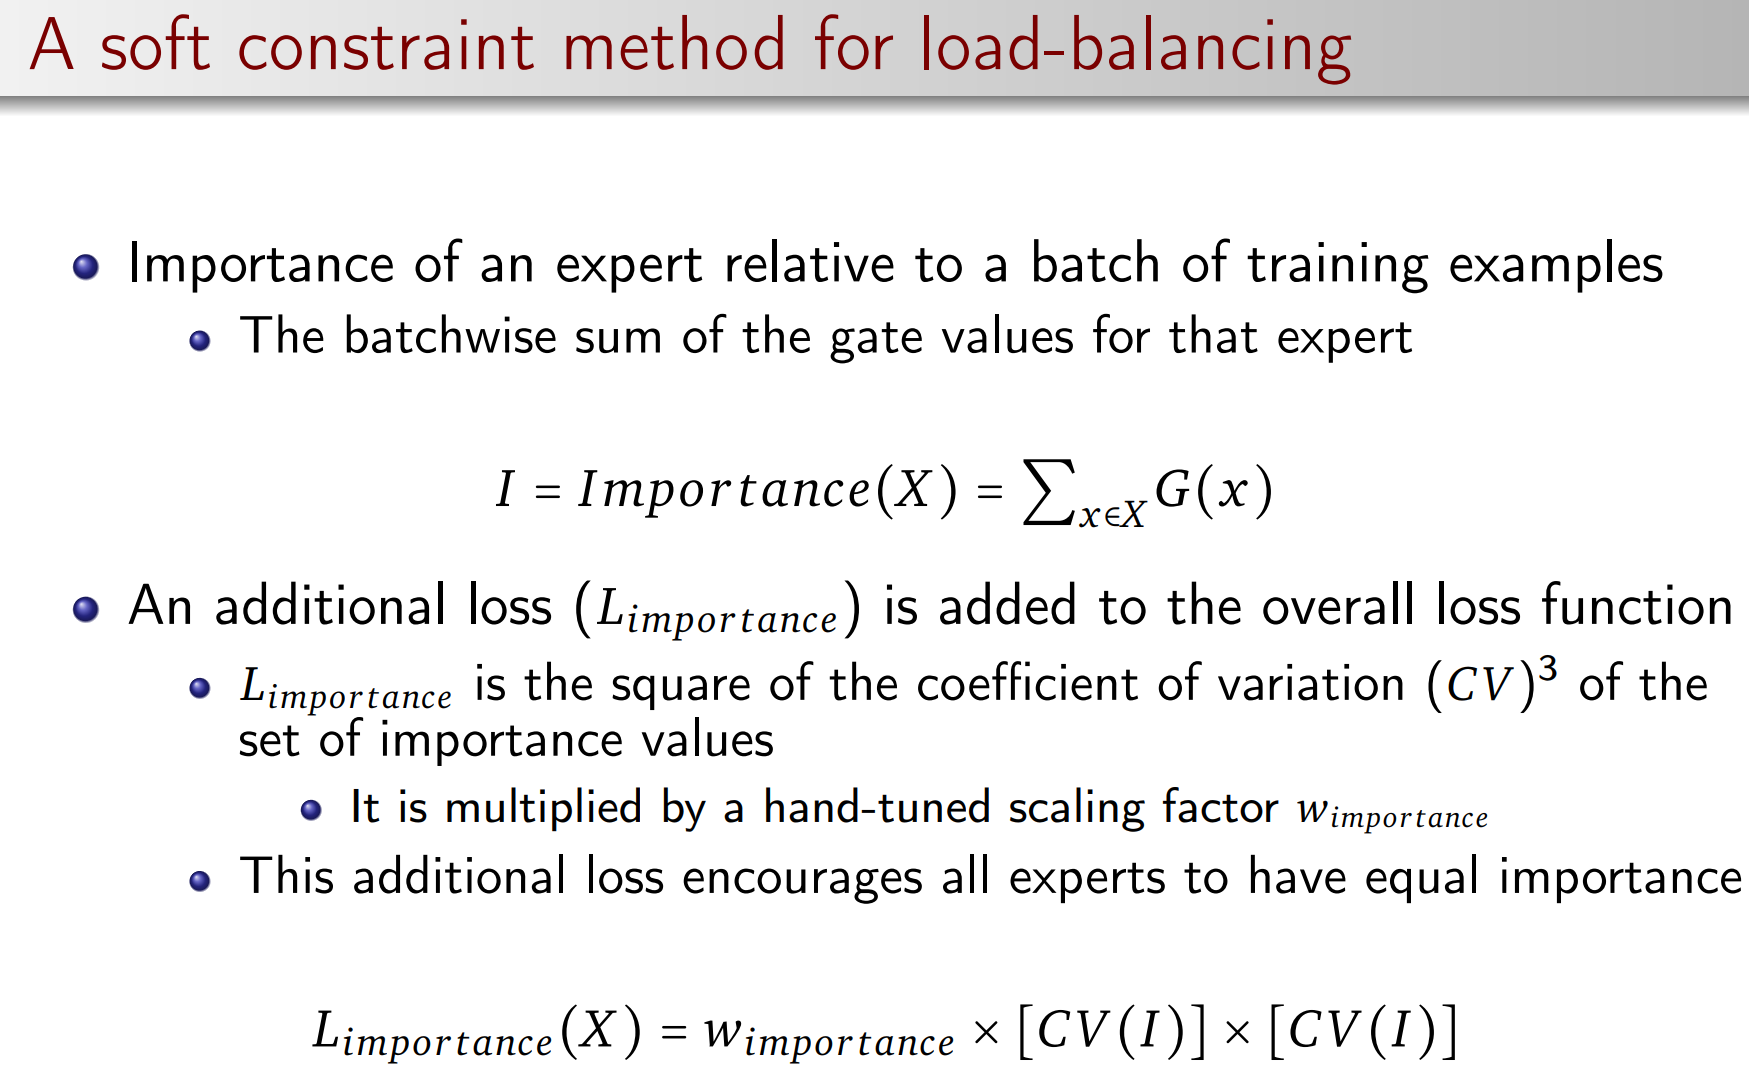 A soft constraint method for load-balancing
Importance of an expert relative to a batch of training examples
The batchwise sum of the gate values for that expert
I = Importance(X) = ∑_{x∈X} G(x)
An additional loss (L_{importance}) is added to the overall loss function
L_{importance} is the square of the coefficient of variation (CV)³ of the
set of importance values
It is multiplied by a hand-tuned scaling factor w_{importance}
This additional loss encourages all experts to have equal importance
L_{importance}(X) = w_{importance} × [CV(I)] × [CV(I)]